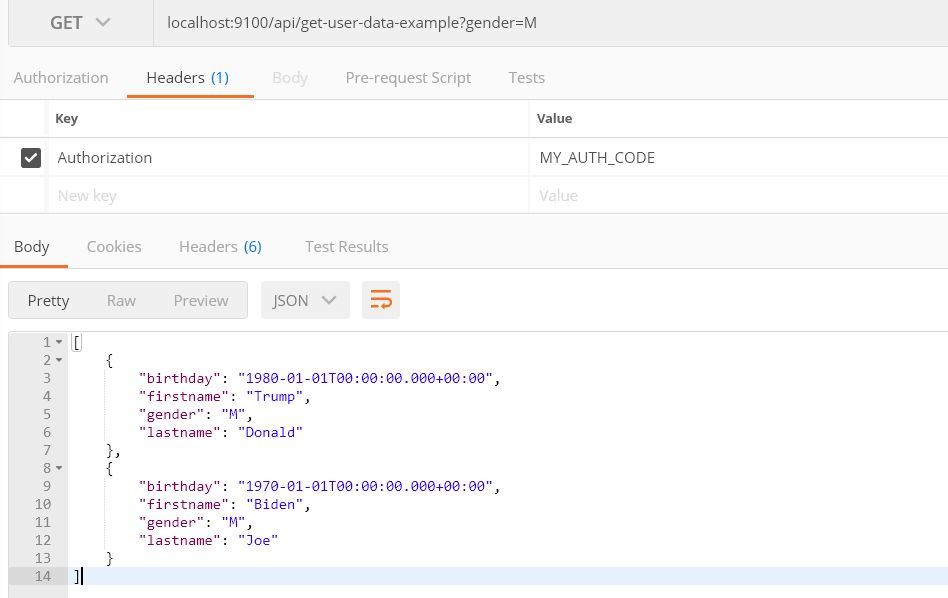 GET localhost:9100/api/get-user-data-example?gender=M
Authorization Headers (1) Body Pre-request Script Tests
Key Value
Authorization MY_AUTH_CODE
New key Value
Body Cookies Headers (6) Test Results
Pretty Raw Preview JSON
1 [
2 {
3 "birthday": "1980-01-01T00:00:00.000+00:00",
4 "firstname": "Trump",
5 "gender": "M",
6 "lastname": "Donald"
7 },
8 {
9 "birthday": "1970-01-01T00:00:00.000+00:00",
10 "firstname": "Biden",
11 "gender": "M",
12 "lastname": "Joe"
13 }
14 ]